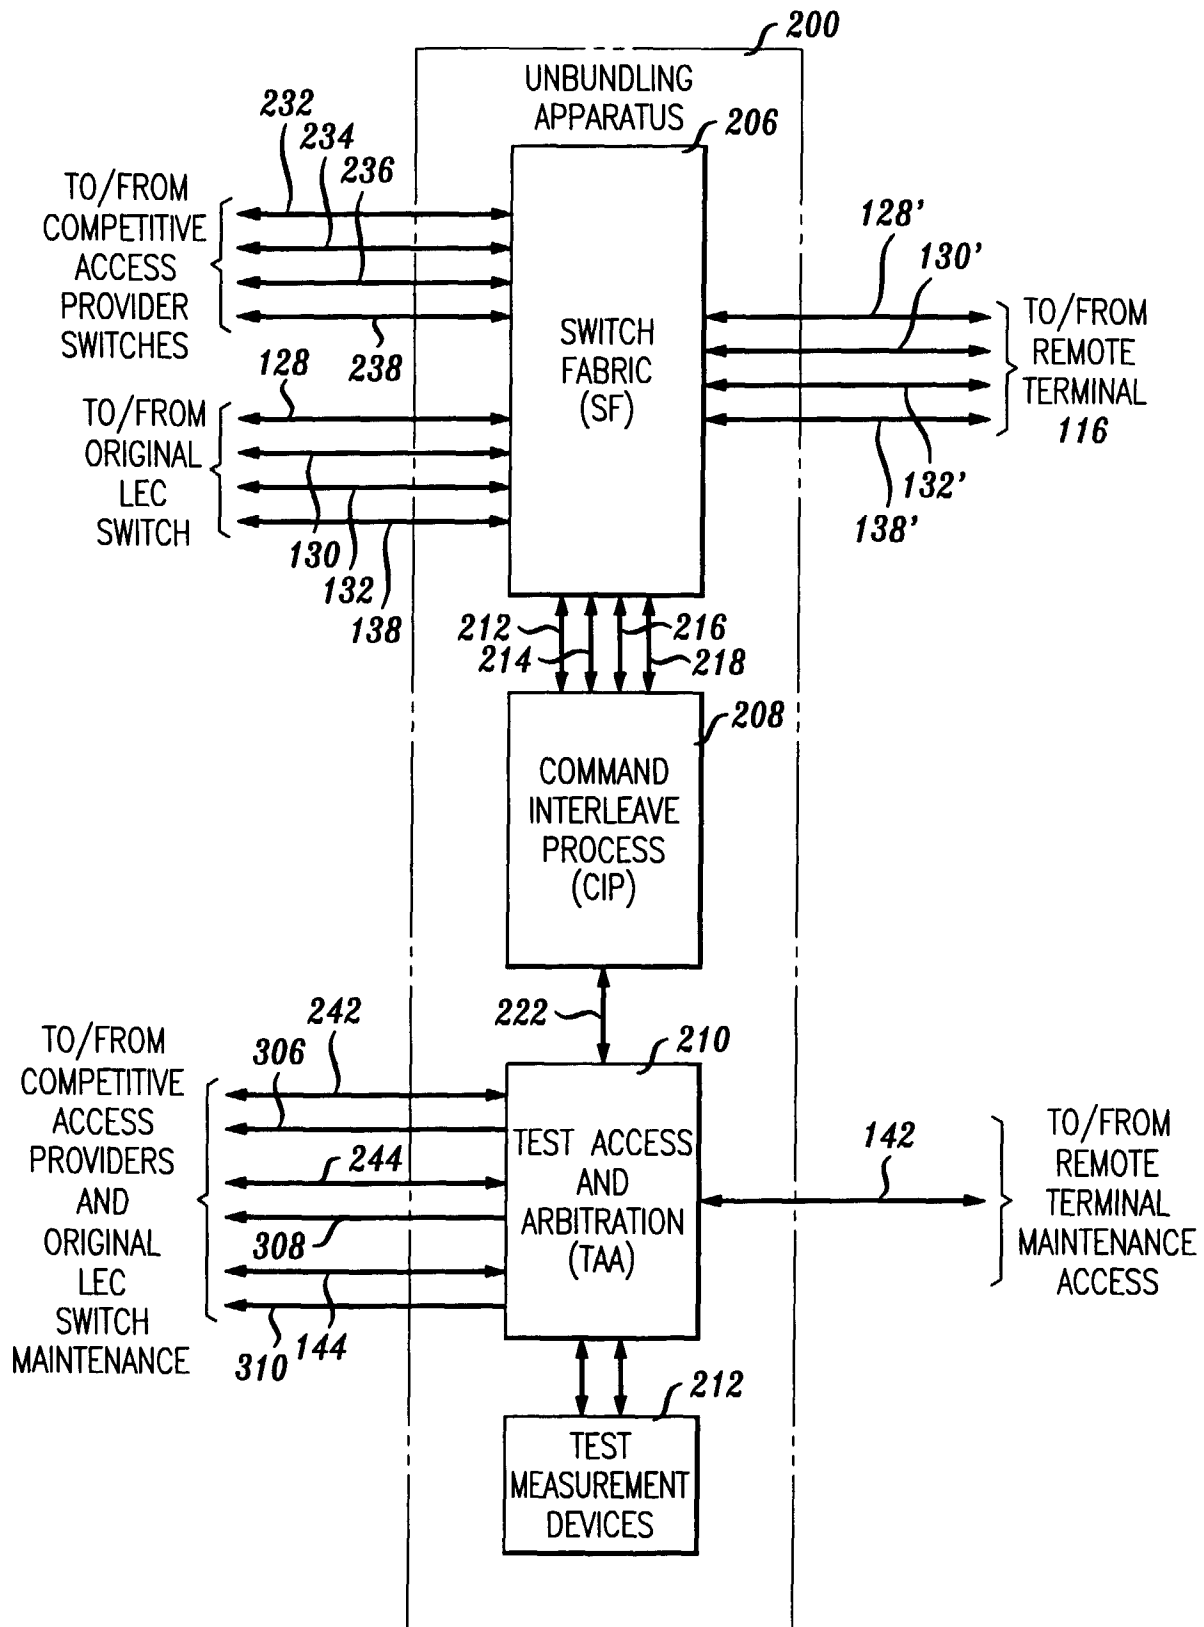 200
UNBUNDLING
APPARATUS
206
232
234
236
TO/FROM
COMPETITIVE
ACCESS
PROVIDER
SWITCHES
238
128
TO/FROM
ORIGINAL
LEC
SWITCH
130
132
138
SWITCH
FABRIC
(SF)
128'
130'
TO/FROM
REMOTE
TERMINAL
116
132'
138'
212
214
216
218
208
COMMAND
INTERLEAVE
PROCESS
(CIP)
222
210
242
306
TO/FROM
COMPETITIVE
ACCESS
PROVIDERS
AND
ORIGINAL
LEC
SWITCH
MAINTENANCE
244
308
144
310
TEST ACCESS
AND
ARBITRATION
(TAA)
142
TO/FROM
REMOTE
TERMINAL
MAINTENANCE
ACCESS
212
TEST
MEASUREMENT
DEVICES